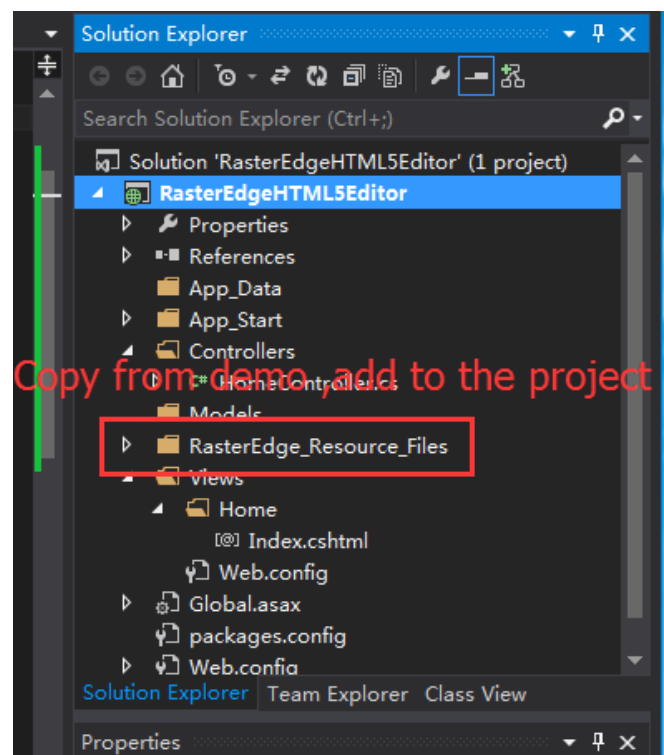 Solution Explorer
Search Solution Explorer (Ctrl+;)
Solution 'RasterEdgeHTML5Editor' (1 project)
RasterEdgeHTML5Editor
Properties
References
App_Data
App_Start
Controllers
Copy from demo ,add to the project
C# HomeController.cs
Models
RasterEdge_Resource_Files
Views
Home
[@] Index.cshtml
Web.config
Global.asax
packages.config
Web.config
Solution Explorer Team Explorer Class View
Properties